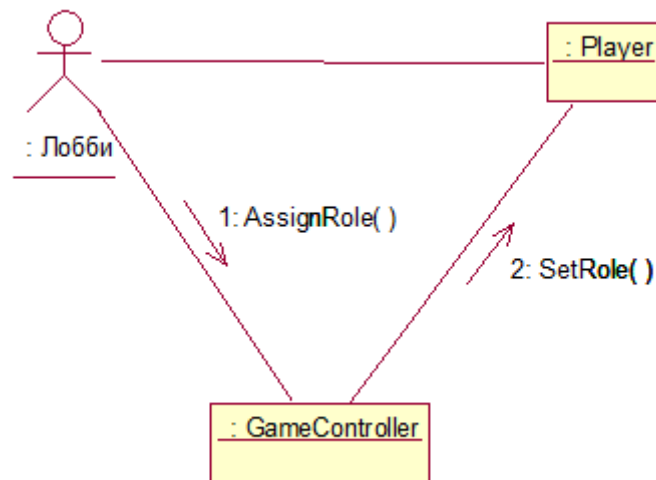 : Player
: Лобби
1: AssignRole( )
2: SetRole( )
: GameController